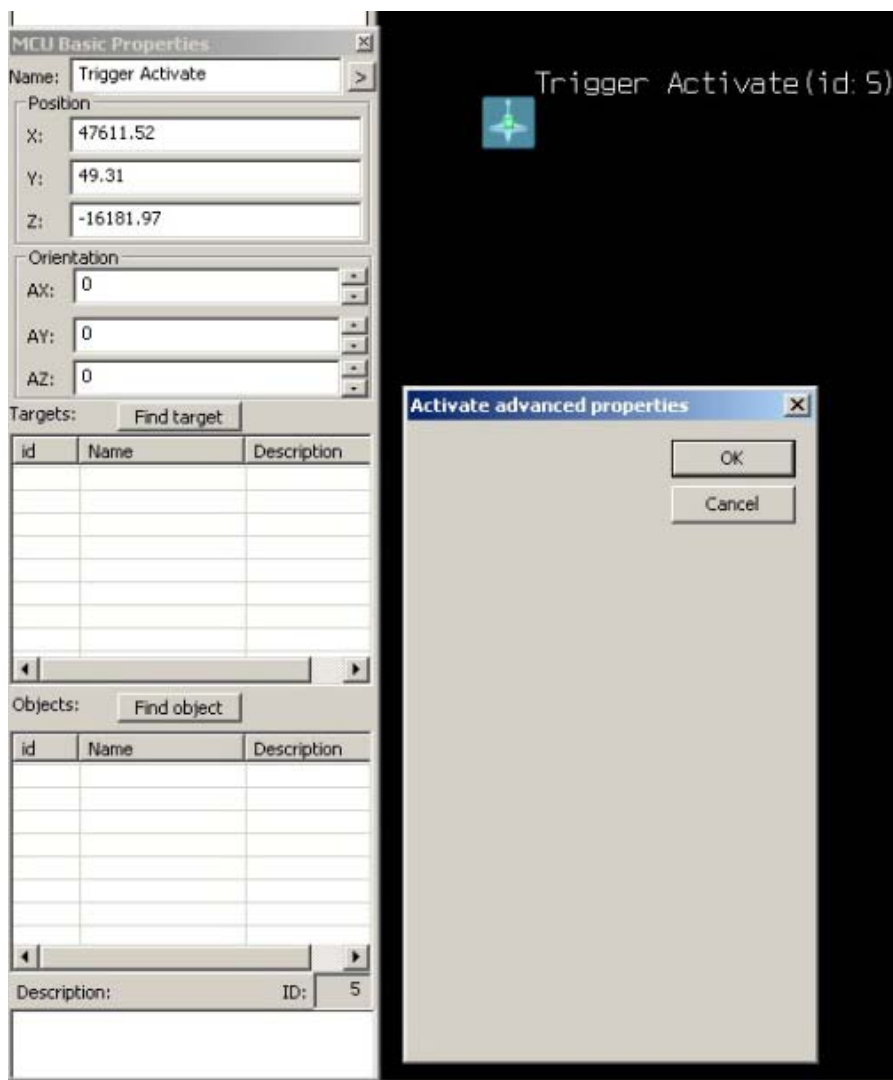 MCU Basic Properties
Name: Trigger Activate >
Position
X: 47611.52
Y: 49.31
Z: -16181.97
Orientation
AX: 0
AY: 0
AZ: 0
Targets: Find target
id Name Description
Objects: Find object
id Name Description
Description: ID: 5
Trigger Activate(id: 5)
Activate advanced properties
OK
Cancel